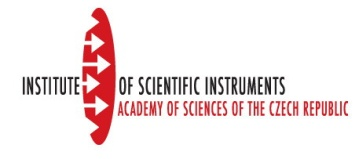 INSTITUTE OF SCIENTIFIC INSTRUMENTS
ACADEMY OF SCIENCES OF THE CZECH REPUBLIC